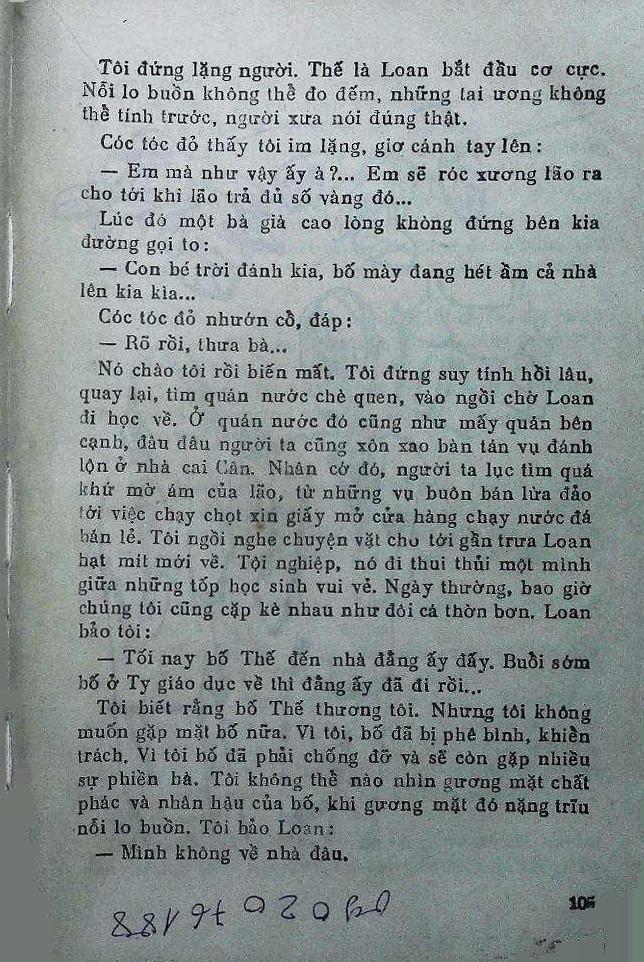 Tôi đứng lặng người. Thế là Loan bắt đầu cơ cực.
Nỗi lo buồn không thể đo đếm, những tai ương không
thể tính trước, người xưa nói đúng thật.
Cóc tóc đỏ thấy tôi im lặng, giơ cánh tay lên :
— Em mà như vậy ấy à ?... Em sẽ róc xương lão ra
cho tới khi lão trả đủ số vàng đó...
Lúc đó một bà già cao lòng khòng đứng bên kia
đường gọi to :
— Con bé trời đánh kia, bố mày đang hét ầm cả nhà
lên kia kìa...
Cóc tóc đỏ nhướn cổ, đáp :
— Rõ rồi, thưa bà...
Nó chào tôi rồi biến mất. Tôi đứng suy tính hồi lâu,
quay lại, tìm quán nước chè quen, vào ngồi chờ Loan
đi học về. Ở quán nước đó cũng như mấy quán bên
cạnh, đâu đâu người ta cũng xôn xao bàn tán vụ đánh
lộn ở nhà cai Cân. Nhân cớ đó, người ta lục tìm quá
khứ mờ ám của lão, từ những vụ buôn bán lừa đảo
tới việc chạy chọt xin giấy mở cửa hàng chạy nước đá
bán lẻ. Tôi ngồi nghe chuyện vặt cho tới gần trưa Loan
hạt mít mới về. Tội nghiệp, nó đi thui thủi một mình
giữa những tốp học sinh vui vẻ. Ngày thường, bao giờ
chúng tôi cũng cặp kè nhau như đôi cá thờn bơn. Loan
bảo tôi :
— Tối nay bố Thế đến nhà đằng ấy đấy. Buổi sớm
bố ở Ty giáo dục về thì đằng ấy đã đi rồi...
Tôi biết rằng bố Thế thương tôi. Nhưng tôi không
muốn gặp mặt bố nữa. Vì tôi, bố đã bị phê bình, khiển
trách. Vì tôi bố đã phải chống đỡ và sẽ còn gặp nhiều
sự phiền hà. Tôi không thể nào nhìn gương mặt chất
phác và nhân hậu của bố, khi gương mặt đó nặng trĩu
nỗi lo buồn. Tôi bảo Loan :
— Mình không về nhà đâu.
105